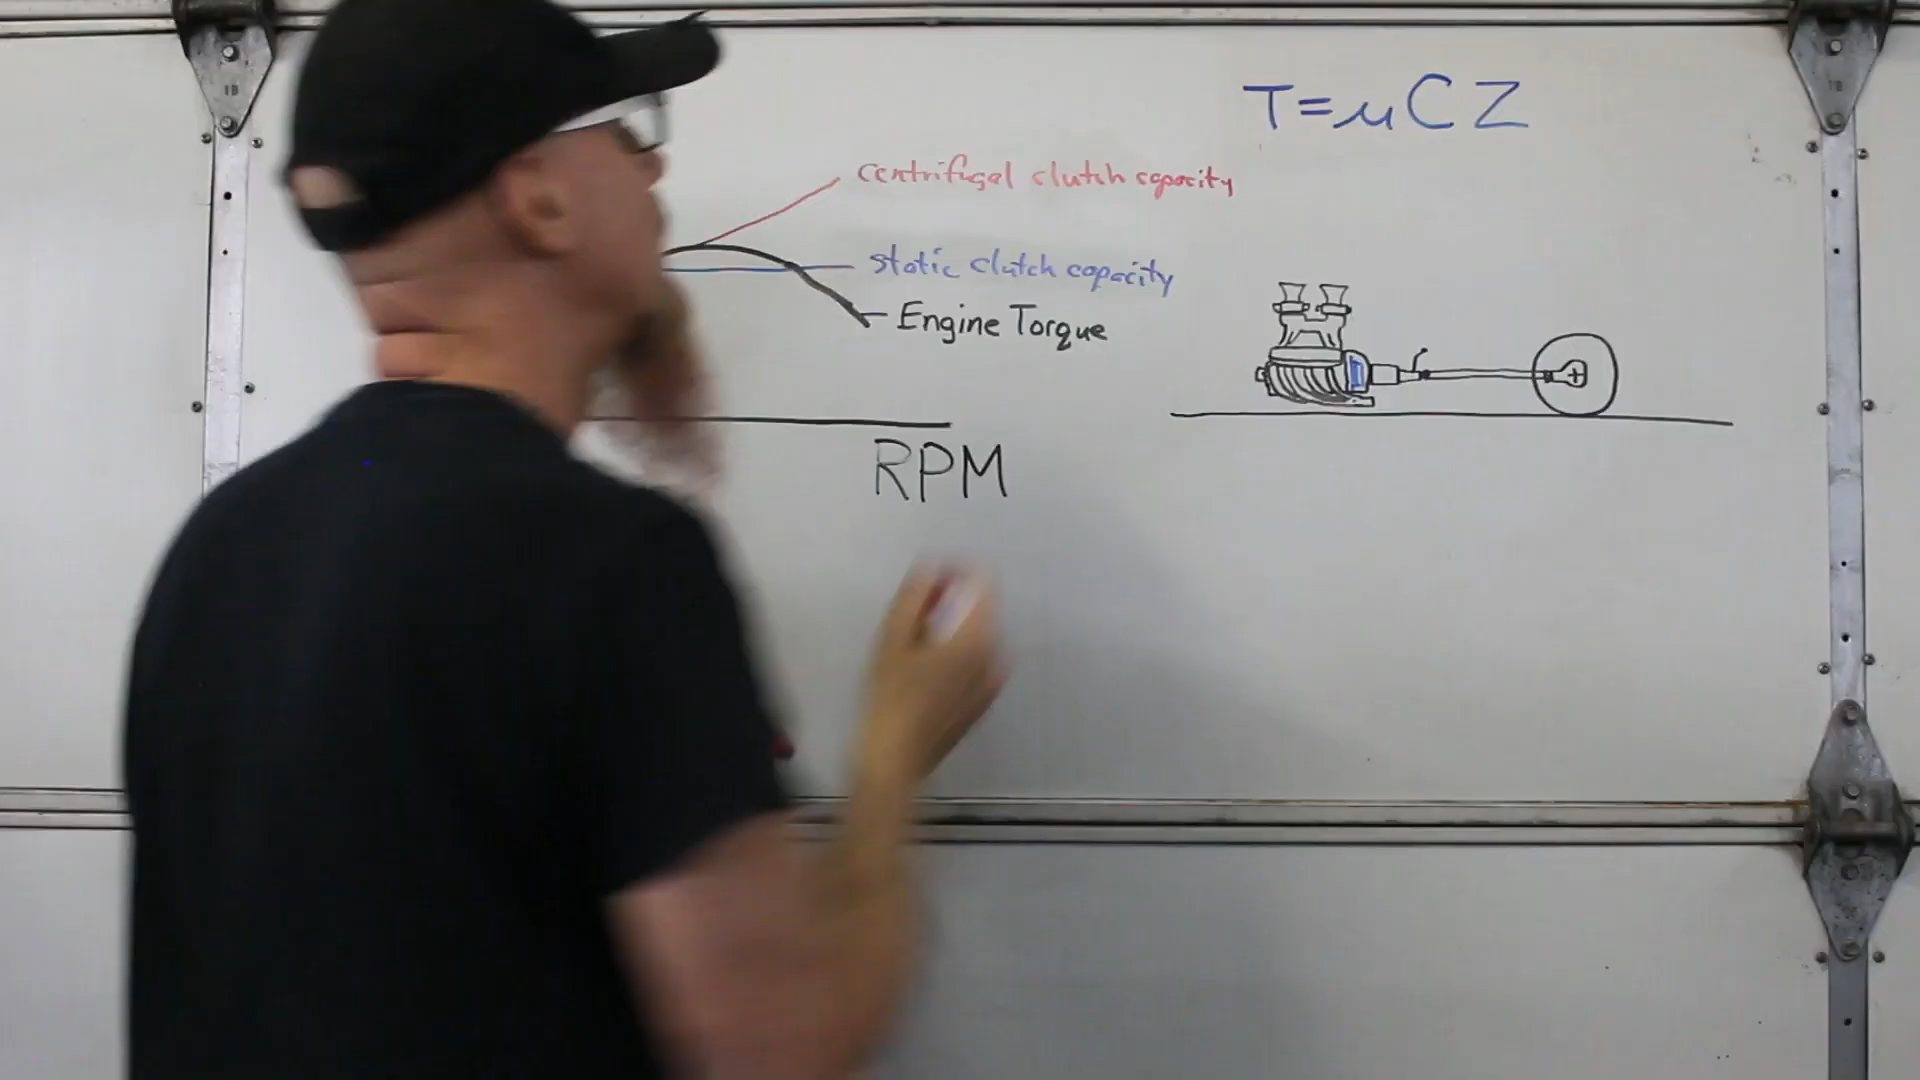 T=μCZ
centrifugal clutch capacity
static clutch capacity
Engine Torque
RPM